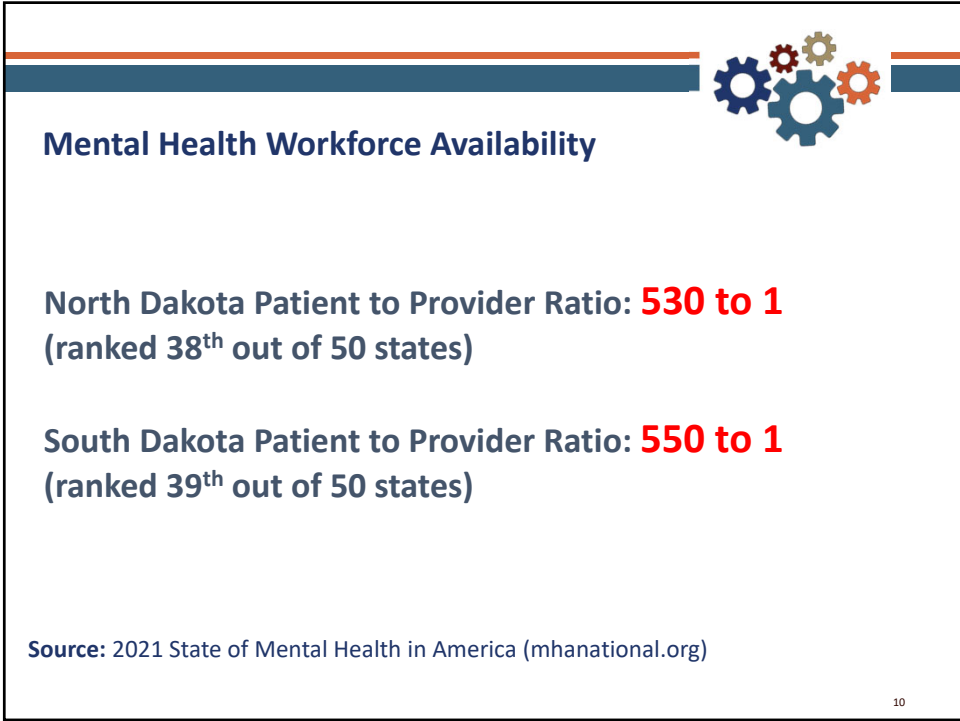 Mental Health Workforce Availability
North Dakota Patient to Provider Ratio: 530 to 1
(ranked 38th out of 50 states)
South Dakota Patient to Provider Ratio: 550 to 1
(ranked 39th out of 50 states)
Source: 2021 State of Mental Health in America (mhanational.org)
10